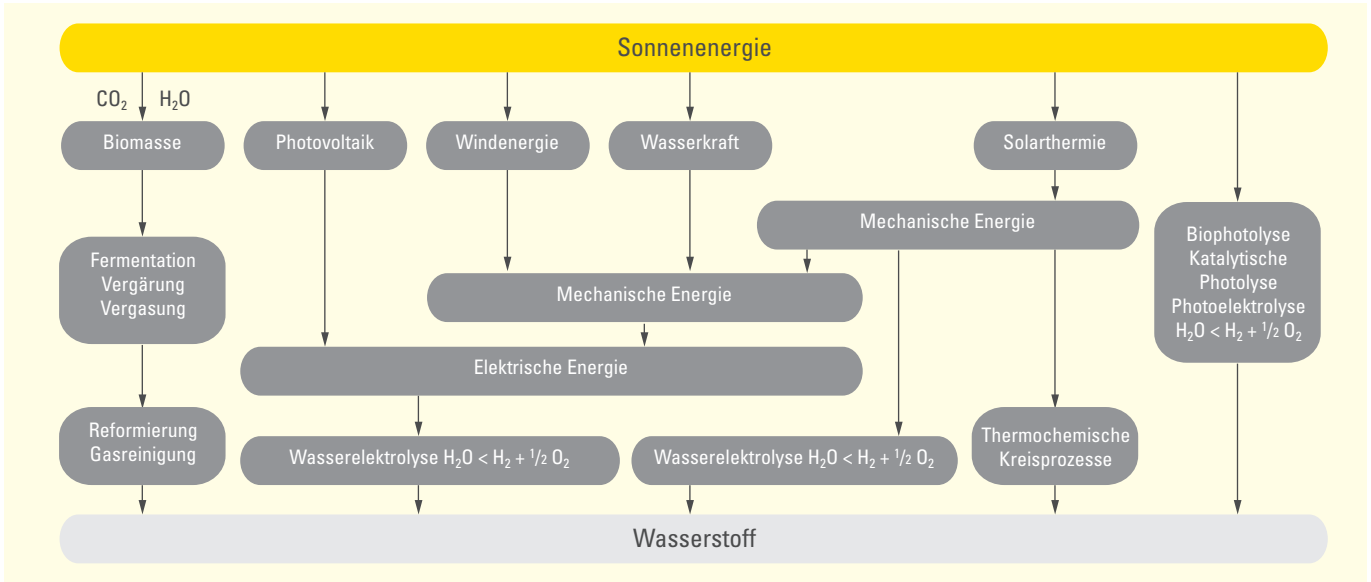 Sonnenenergie
CO₂ H₂O
Biomasse
Photovoltaik
Windenergie
Wasserkraft
Solarthermie
Mechanische Energie
Biophotolyse
Katalytische
Photolyse
Photoelektrolyse
H₂O < H₂ + 1/2 O₂
Fermentation
Vergärung
Vergasung
Mechanische Energie
Elektrische Energie
Reformierung
Gasreinigung
Wasserelektrolyse H₂O < H₂ + 1/2 O₂
Wasserelektrolyse H₂O < H₂ + 1/2 O₂
Thermochemische
Kreisprozesse
Wasserstoff